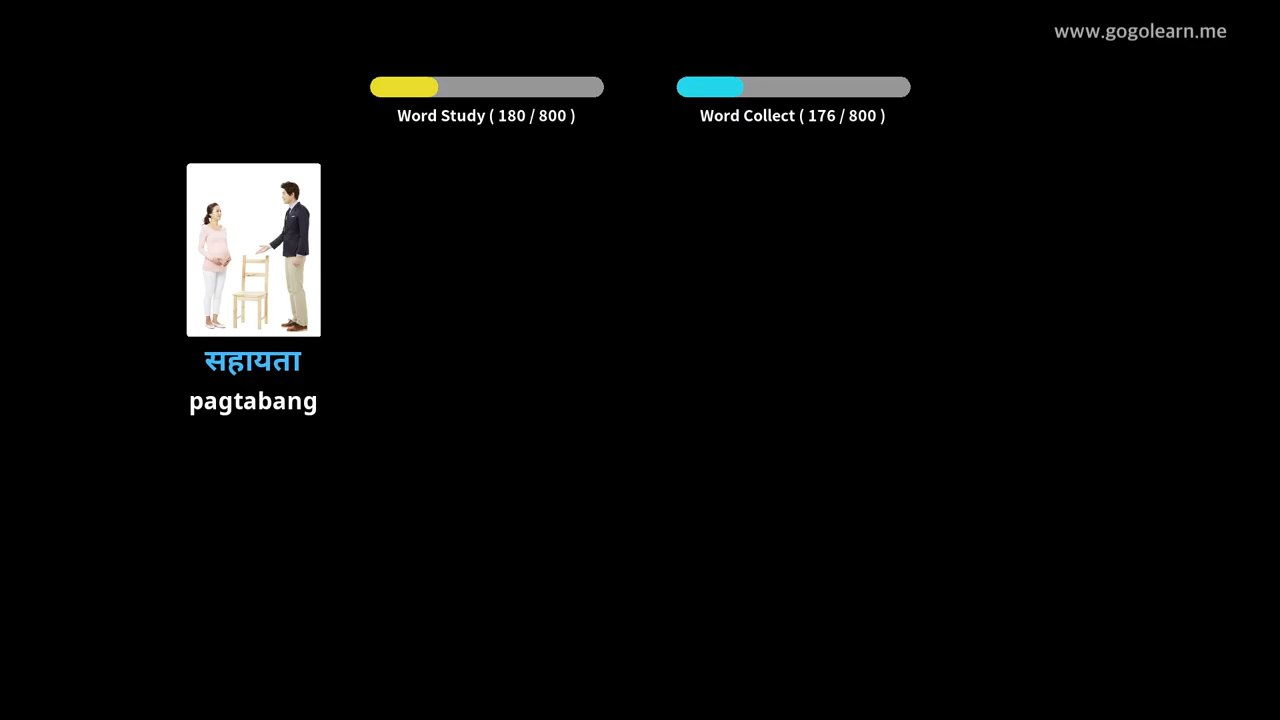 www.gogolearn.me
Word Study ( 180 / 800 )
Word Collect ( 176 / 800 )
सहायता
pagtabang